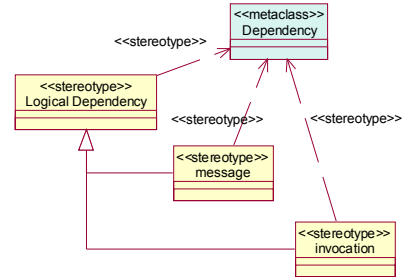 <<metaclass>>
Dependency
<<stereotype>>
<<stereotype>>
Logical Dependency
<<stereotype>>
<<stereotype>>
<<stereotype>>
message
<<stereotype>>
invocation